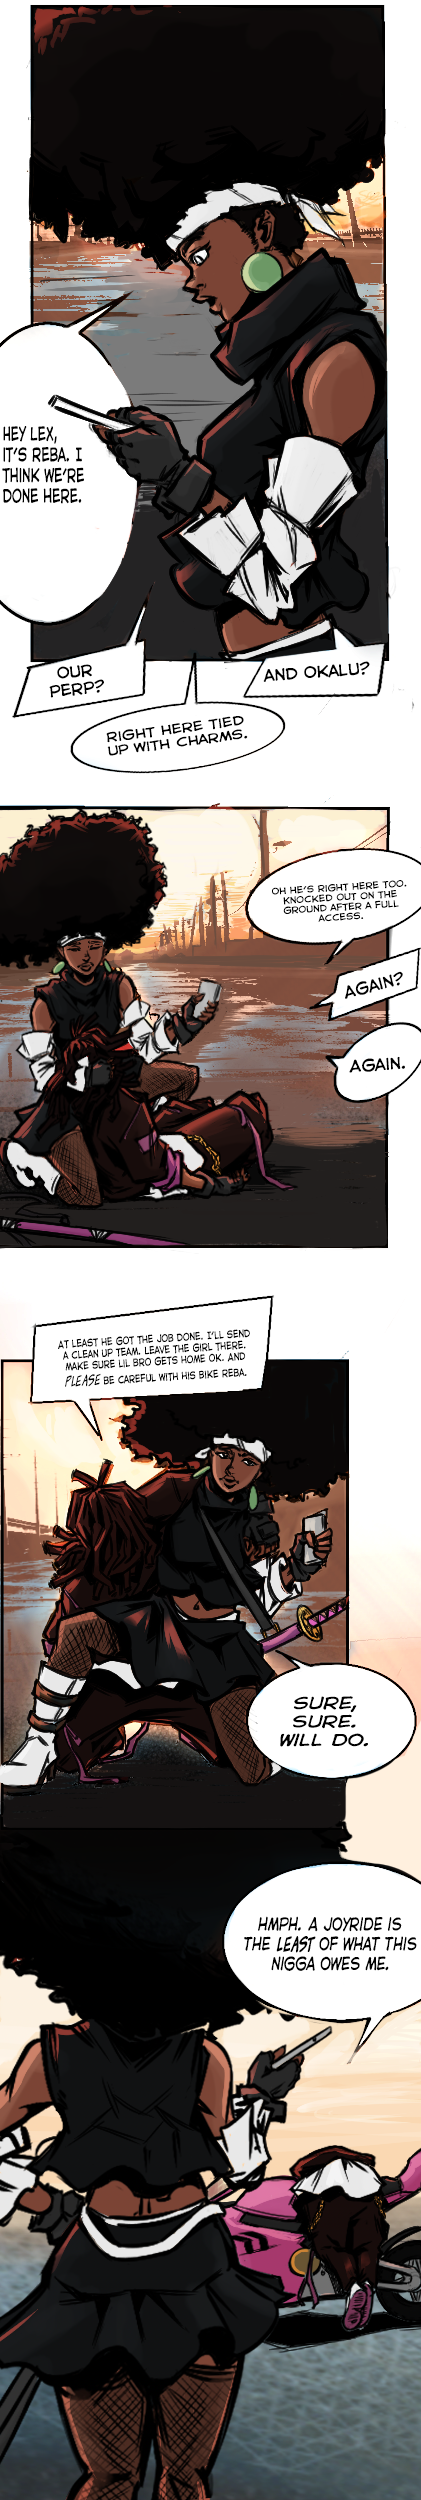 HEY LEX,
IT'S REBA. I
THINK WE'RE
DONE HERE.
OUR
PERP?
AND OKALU?
RIGHT HERE TIED
UP WITH CHARMS.
OH HE'S RIGHT HERE TOO.
KNOCKED OUT ON THE
GROUND AFTER A FULL
ACCESS.
AGAIN?
AGAIN.
AT LEAST HE GOT THE JOB DONE. I'LL SEND
A CLEAN UP TEAM. LEAVE THE GIRL THERE.
MAKE SURE LIL BRO GETS HOME OK. AND
PLEASE BE CAREFUL WITH HIS BIKE REBA.
SURE,
SURE.
WILL DO.
HMPH. A JOYRIDE IS
THE LEAST OF WHAT THIS
NIGGA OWES ME.